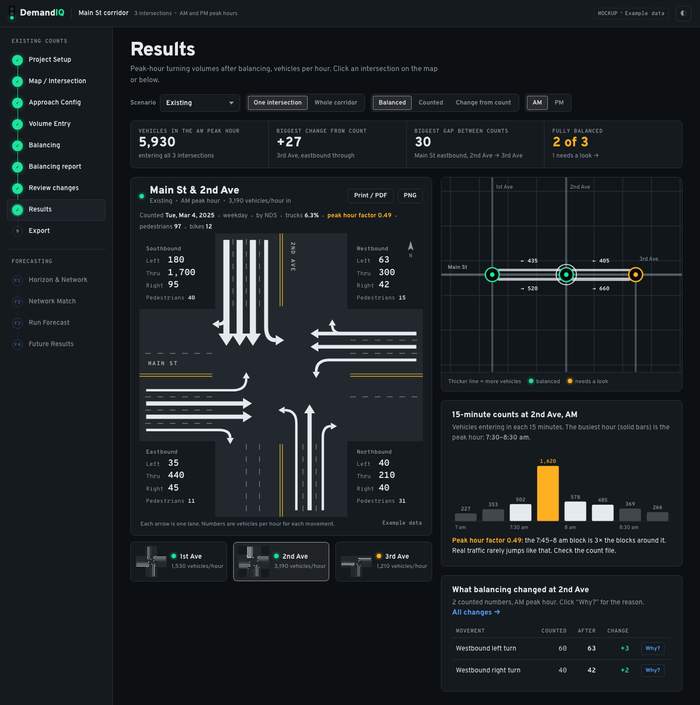 DemandIQ
Main St corridor 3 intersections · AM and PM peak hours
MOCKUP · Example data
EXISTING COUNTS
Project Setup
Map / Intersection
Approach Config
Volume Entry
Balancing
Balancing report
Review changes
Results
9 Export
FORECASTING
F1 Horizon & Network
F2 Network Match
F3 Run Forecast
F4 Future Results
Results
Peak-hour turning volumes after balancing, vehicles per hour. Click an intersection on the map
or below.
Scenario Existing One intersection Whole corridor Balanced Counted Change from count AM PM
VEHICLES IN THE AM PEAK HOUR
5,930
entering all 3 intersections
BIGGEST CHANGE FROM COUNT
+27
3rd Ave, eastbound through
BIGGEST GAP BETWEEN COUNTS
30
Main St eastbound, 2nd Ave → 3rd Ave
FULLY BALANCED
2 of 3
1 needs a look →
Main St & 2nd Ave
Existing · AM peak hour · 3,190 vehicles/hour in
Print / PDF PNG
Counted Tue, Mar 4, 2025 · weekday · by NDS · trucks 6.3% · peak hour factor 0.49 ·
pedestrians 97 · bikes 12
Southbound
Left 180
Thru 1,700
Right 95
Pedestrians 40
2ND AVE
Westbound
Left 63
Thru 300
Right 42
Pedestrians 15
N
MAIN ST
Eastbound
Left 35
Thru 440
Right 45
Pedestrians 11
Northbound
Left 40
Thru 210
Right 40
Pedestrians 31
Each arrow is one lane. Numbers are vehicles per hour for each movement.
Example data
1st Ave
1,530 vehicles/hour
2nd Ave
3,190 vehicles/hour
3rd Ave
1,210 vehicles/hour
1st Ave
2nd Ave
3rd Ave
Main St
← 435
← 405
→ 520
→ 660
Thicker line = more vehicles balanced needs a look
15-minute counts at 2nd Ave, AM
Vehicles entering in each 15 minutes. The busiest hour (solid bars) is the
peak hour: 7:30–8:30 am.
227 353 902 1,620 578 485 369 266
7 am 7:30 am 8 am 8:30 am
Peak hour factor 0.49: the 7:45–8 am block is 3× the blocks around it.
Real traffic rarely jumps like that. Check the count file.
What balancing changed at 2nd Ave
2 counted numbers, AM peak hour. Click "Why?" for the reason.
All changes →
MOVEMENT COUNTED AFTER CHANGE
Westbound left turn 60 63 +3 Why?
Westbound right turn 40 42 +2 Why?